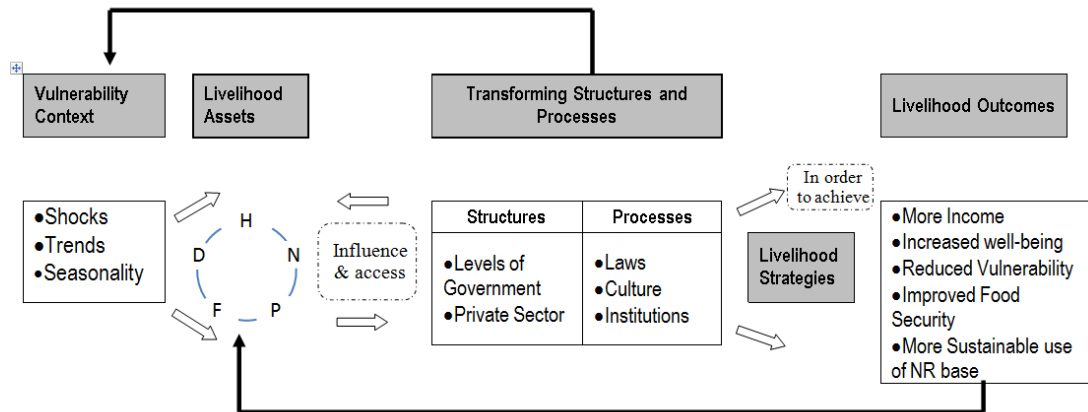 Vulnerability
Context
Livelihood
Assets
Transforming Structures and
Processes
Livelihood Outcomes
●Shocks
●Trends
●Seasonality
H
D
N
F
P
Influence
& access
Structures
Processes
●Levels of
Government
●Private Sector
●Laws
●Culture
●Institutions
In order
to achieve
Livelihood
Strategies
●More Income
●Increased well-being
●Reduced Vulnerability
●Improved Food
Security
●More Sustainable use
of NR base